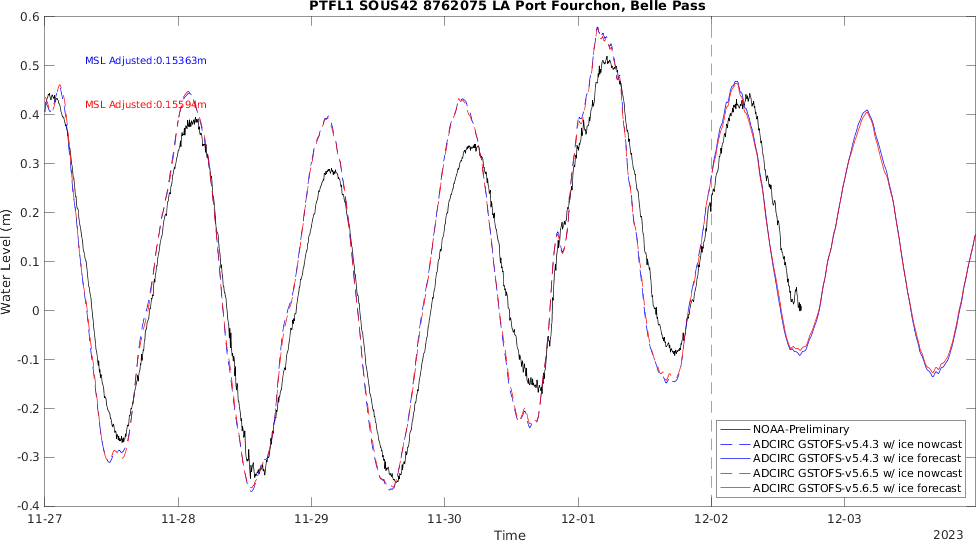 PTFL1 SOUS42 8762075 LA Port Fourchon, Belle Pass
0.6
0.5
0.4
0.3
0.2
0.1
0
-0.1
-0.2
-0.3
-0.4
Water Level (m)
MSL Adjusted:0.15363m
MSL Adjusted:0.15594m
NOAA-Preliminary
ADCIRC GSTOFS-v5.4.3 w/ ice nowcast
ADCIRC GSTOFS-v5.4.3 w/ ice forecast
ADCIRC GSTOFS-v5.6.5 w/ ice nowcast
ADCIRC GSTOFS-v5.6.5 w/ ice forecast
11-27 11-28 11-29 11-30 12-01 12-02 12-03
Time
2023